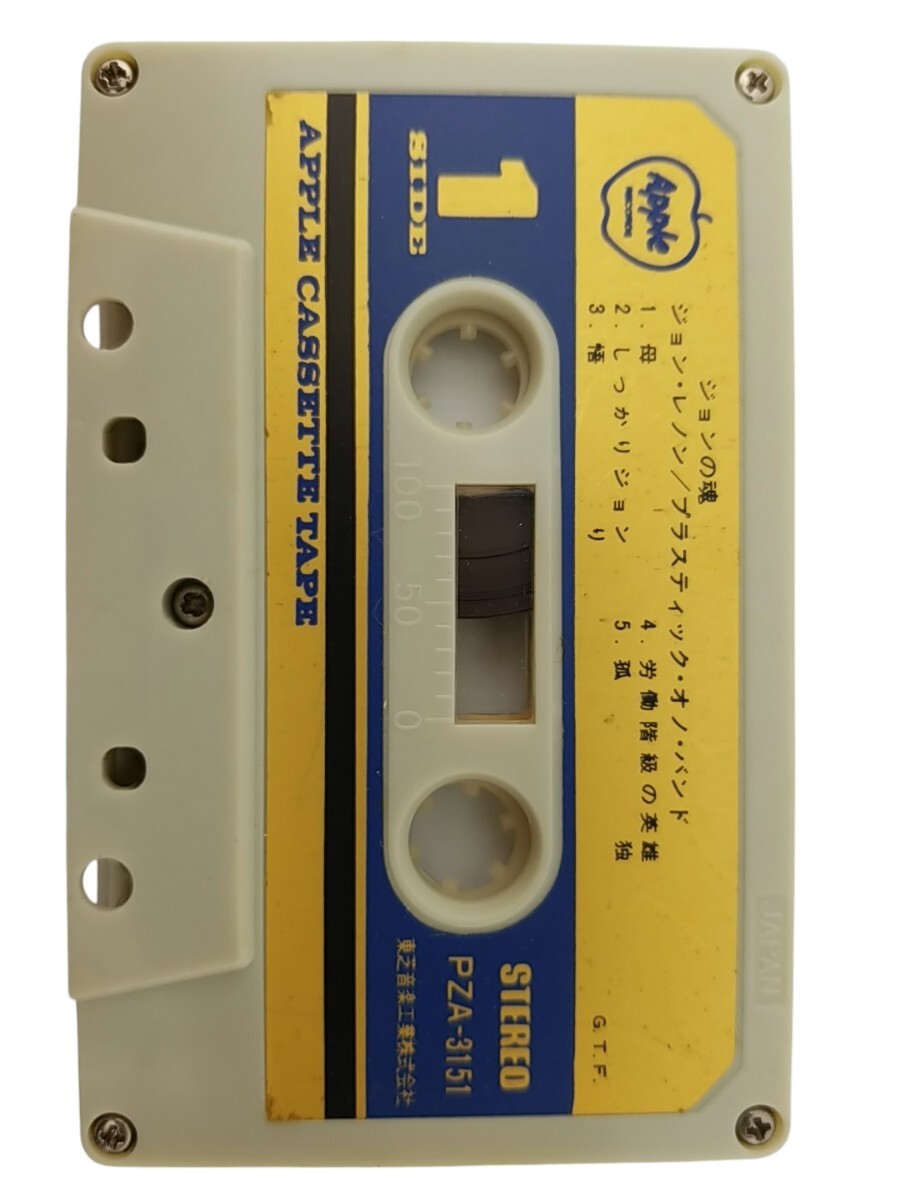 Apple
RECORDS
ジョンの魂
ジョン・レノン/プラスティック・オノ・バンド
1. 母
2. しっかりジョン
3. 悟り
4. 労働階級の英雄
5. 孤独
G.T.F.
1
SIDE
STEREO
PZA-3151
東芝音楽工業株式会社
100 50 0
APPLE CASSETTE TAPE
JAPAN